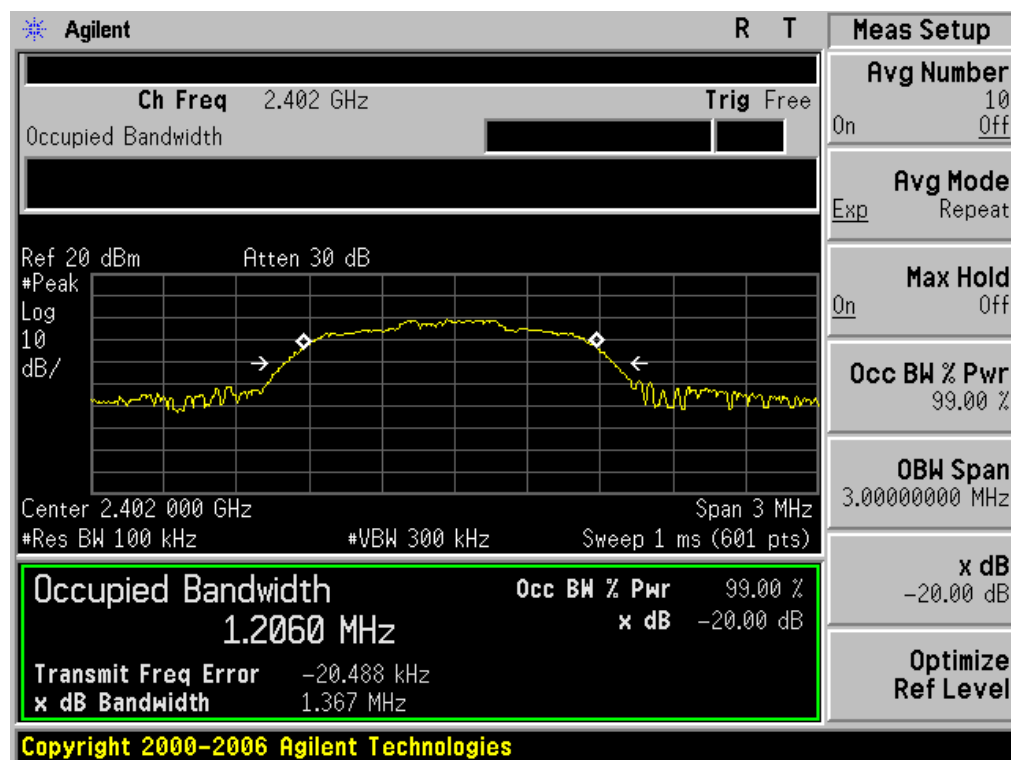 Agilent R T
Meas Setup
Ch Freq 2.402 GHz Trig Free
Occupied Bandwidth
Ref 20 dBm Atten 30 dB
#Peak
Log
10
dB/
Center 2.402 000 GHz Span 3 MHz
#Res BW 100 kHz #VBW 300 kHz Sweep 1 ms (601 pts)
Occupied Bandwidth Occ BW % Pwr 99.00 %
1.2060 MHz x dB -20.00 dB
Transmit Freq Error -20.488 kHz
x dB Bandwidth 1.367 MHz
Copyright 2000-2006 Agilent Technologies
Avg Number
10
On Off
Avg Mode
Exp Repeat
Max Hold
On Off
Occ BW % Pwr
99.00 %
OBW Span
3.00000000 MHz
x dB
-20.00 dB
Optimize
Ref Level